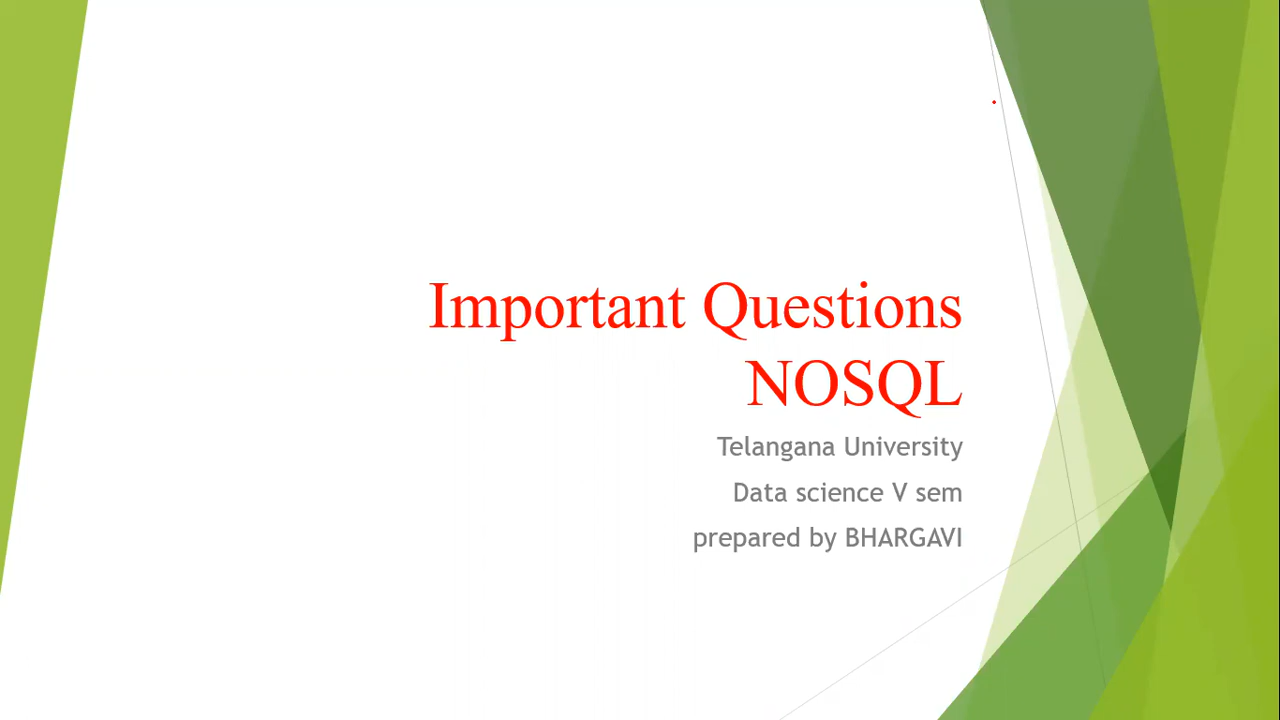 Important Questions
NOSQL
Telangana University
Data science V sem
prepared by BHARGAVI